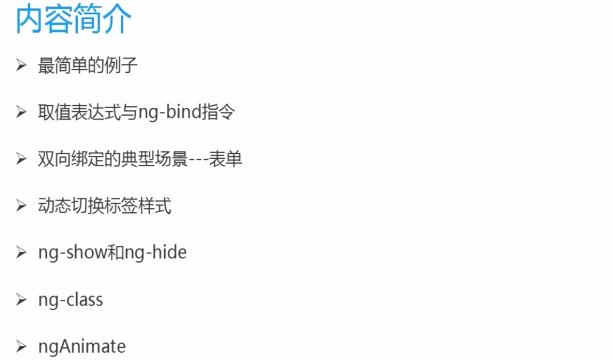 内容简介
➢ 最简单的例子
➢ 取值表达式与ng-bind指令
➢ 双向绑定的典型场景---表单
➢ 动态切换标签样式
➢ ng-show和ng-hide
➢ ng-class
➢ ngAnimate